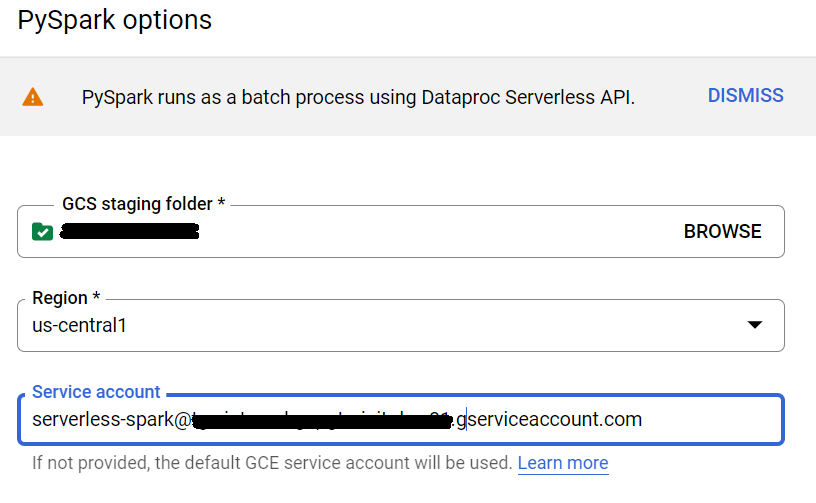 PySpark options
PySpark runs as a batch process using Dataproc Serverless API.
DISMISS
GCS staging folder *
BROWSE
Region *
us-central1
Service account
serverless-spark@ .gserviceaccount.com
If not provided, the default GCE service account will be used. Learn more